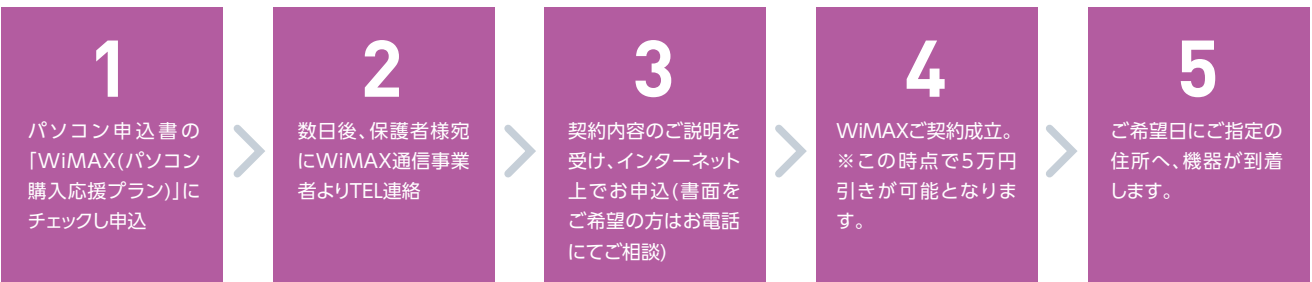 1
パソコン申込書の
「WiMAX(パソコン
購入応援プラン)」に
チェックし申込
2
数日後、保護者様宛
にWiMAX通信事業
者よりTEL連絡
3
契約内容のご説明を
受け、インターネット
上でお申込(書面を
ご希望の方はお電話
にてご相談)
4
WiMAXご契約成立。
※この時点で5万円
引きが可能となりま
す。
5
ご希望日にご指定の
住所へ、機器が到着
します。